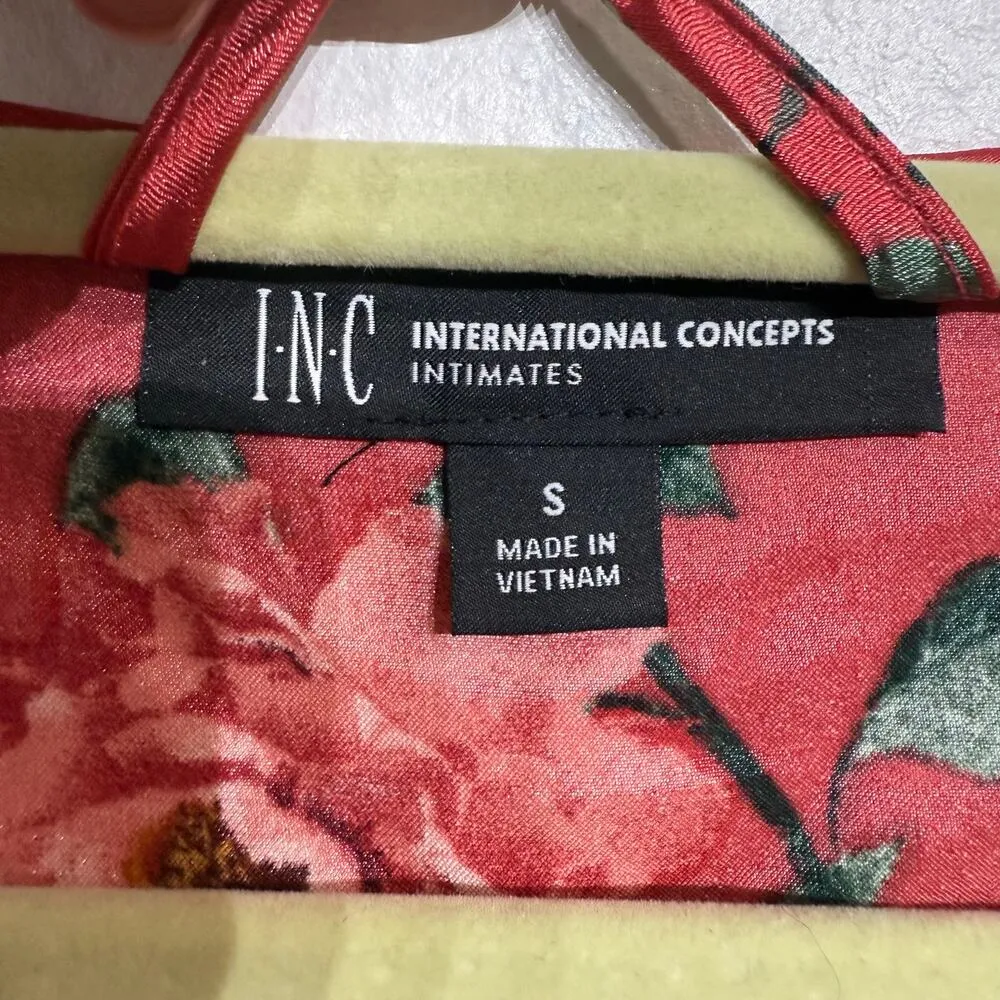 I·N·C INTERNATIONAL CONCEPTS
INTIMATES
S
MADE IN
VIETNAM